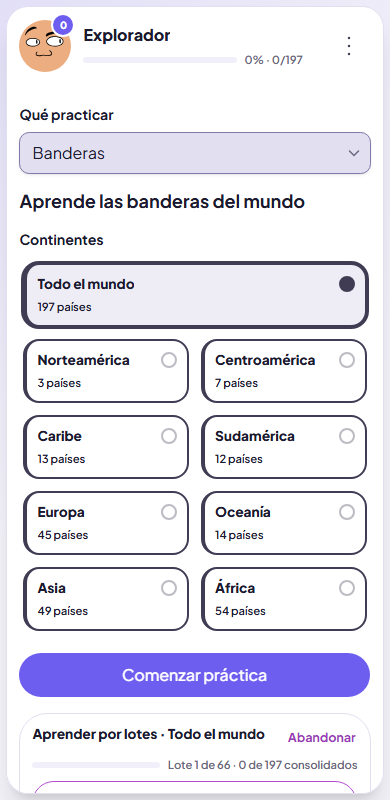 0
Explorador
0% · 0/197
Qué practicar
Banderas
Aprende las banderas del mundo
Continentes
Todo el mundo
197 países
Norteamérica
3 países
Centroamérica
7 países
Caribe
13 países
Sudamérica
12 países
Europa
45 países
Oceanía
14 países
Asia
49 países
África
54 países
Comenzar práctica
Aprender por lotes · Todo el mundo
Abandonar
Lote 1 de 66 · 0 de 197 consolidados